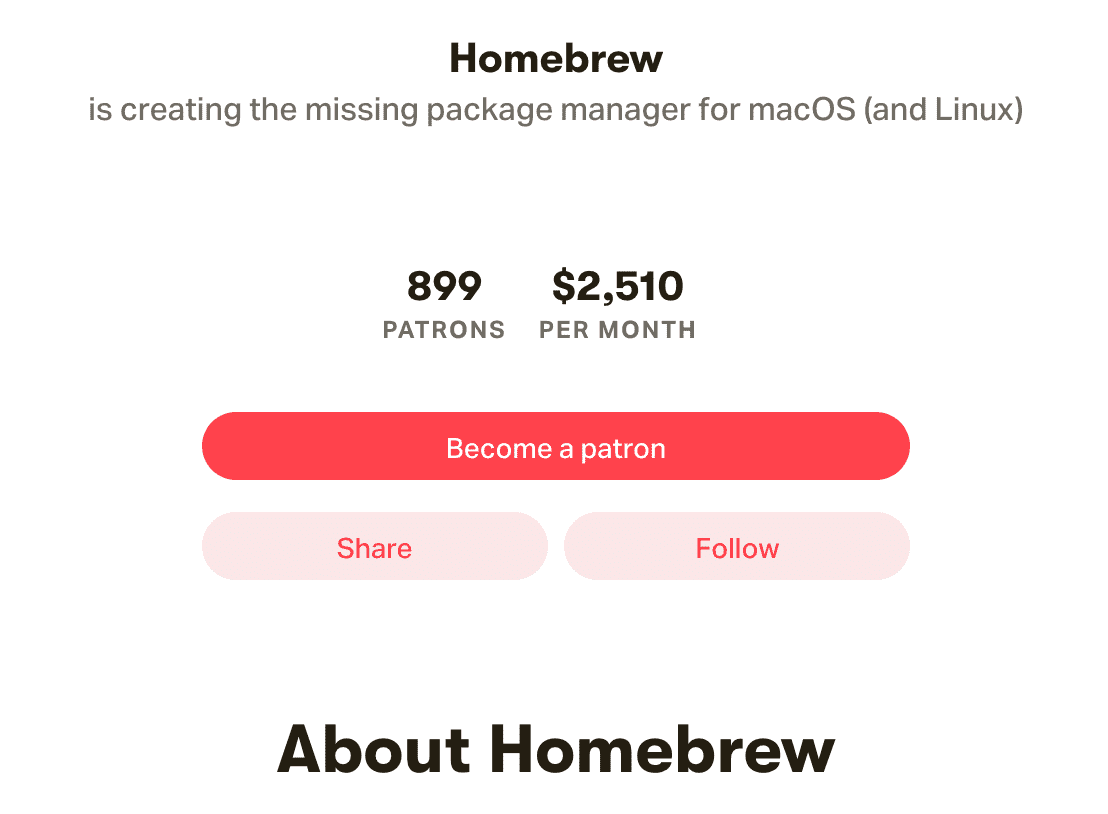 Homebrew
is creating the missing package manager for macOS (and Linux)
899 $2,510
PATRONS PER MONTH
Become a patron
Share Follow
About Homebrew